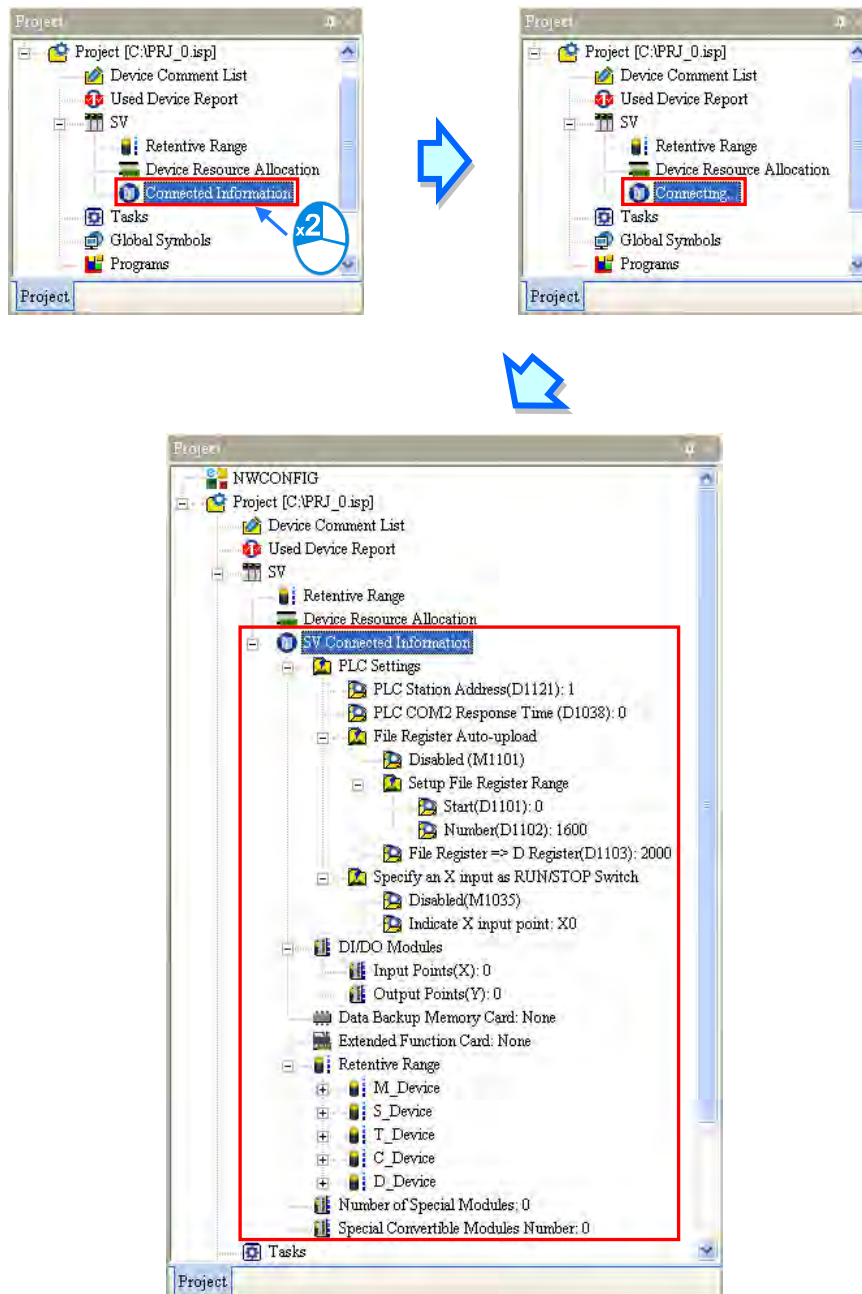 Project
Project [C:\PRJ_0.isp]
Device Comment List
Used Device Report
SV
Retentive Range
Device Resource Allocation
Connected Information
x2
Tasks
Global Symbols
Programs
Project
Project
Project [C:\PRJ_0.isp]
Device Comment List
Used Device Report
SV
Retentive Range
Device Resource Allocation
Connecting...
Tasks
Global Symbols
Programs
Project
Project
NWCONFIG
Project [C:\PRJ_0.isp]
Device Comment List
Used Device Report
SV
Retentive Range
Device Resource Allocation
SV Connected Information
PLC Settings
PLC Station Address(D1121): 1
PLC COM2 Response Time (D1038): 0
File Register Auto-upload
Disabled (M1101)
Setup File Register Range
Start(D1101): 0
Number(D1102): 1600
File Register => D Register(D1103): 2000
Specify an X input as RUN/STOP Switch
Disabled(M1035)
Indicate X input point: X0
DI/DO Modules
Input Points(X): 0
Output Points(Y): 0
Data Backup Memory Card: None
Extended Function Card: None
Retentive Range
M_Device
S_Device
T_Device
C_Device
D_Device
Number of Special Modules: 0
Special Convertible Modules Number: 0
Tasks
Project